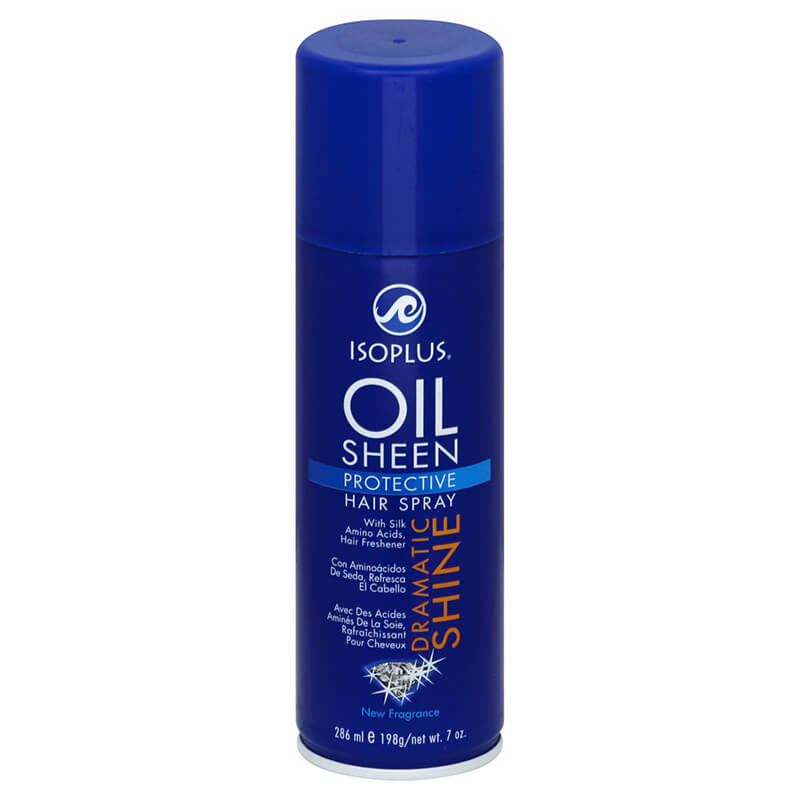 ISOPLUS®
OIL
SHEEN
PROTECTIVE
HAIR SPRAY
With Silk
Amino Acids,
Hair Freshener
Con Aminoácidos
De Seda, Refresca
El Cabello
Avec Des Acides
Aminés De La Soie,
Rafraîchissant
Pour Cheveux
DRAMATIC
SHINE
New Fragrance
286 ml e 198g/net wt. 7 oz.